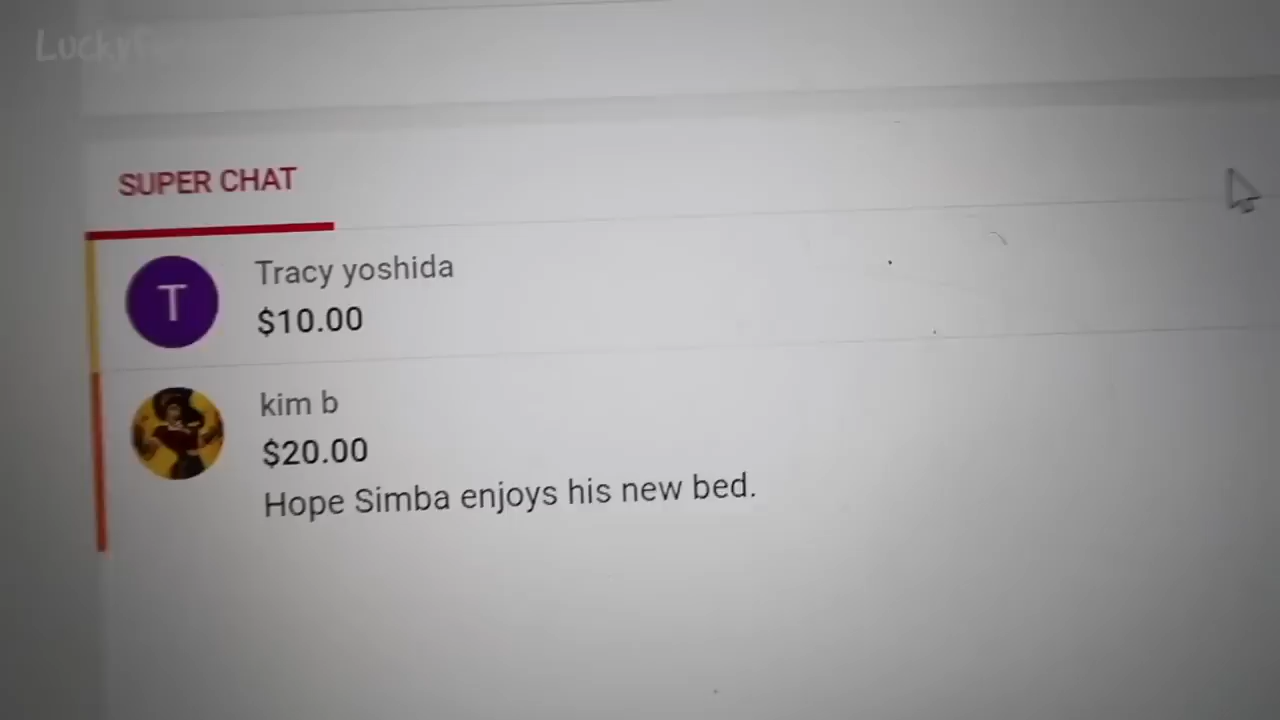 SUPER CHAT
T
Tracy yoshida
$10.00
kim b
$20.00
Hope Simba enjoys his new bed.